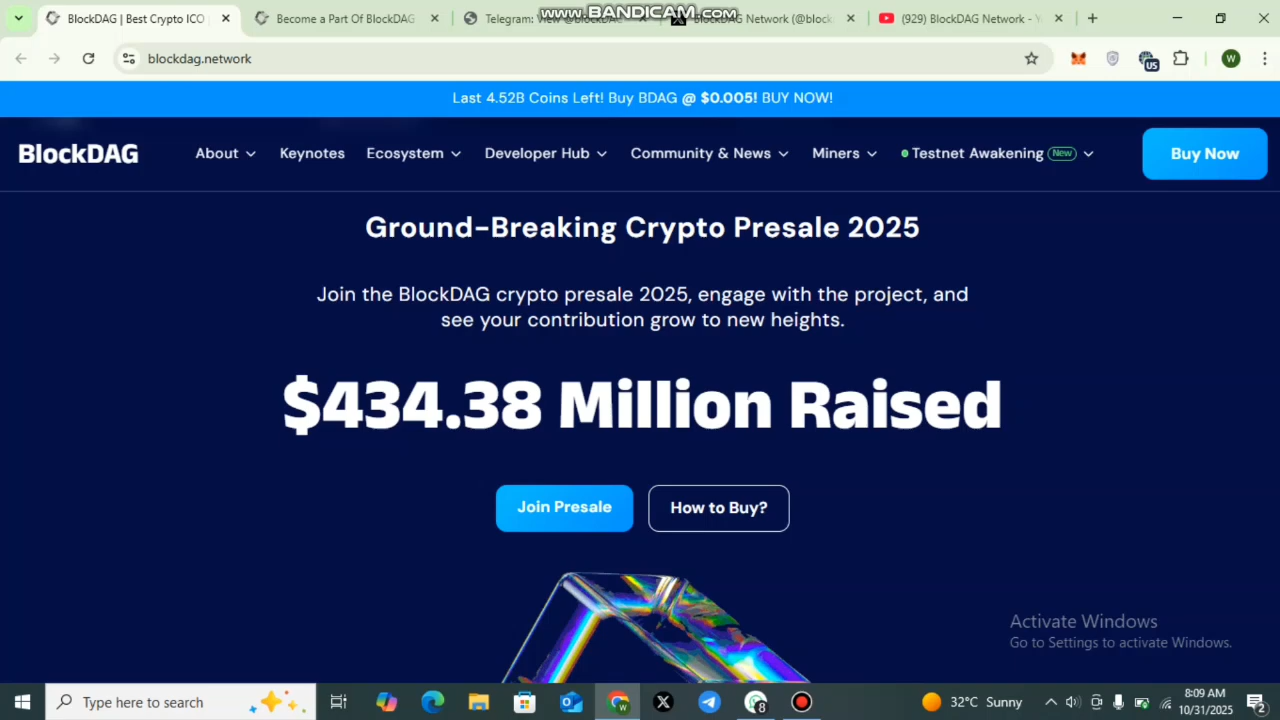 BlockDAG | Best Crypto ICO
Become a Part Of BlockDAG
Telegram: View @BlockDAG
BlockDAG Network (@block
(929) BlockDAG Network - Y
www.BANDICAM.com
blockdag.network
US
W
Last 4.52B Coins Left! Buy BDAG @ $0.005! BUY NOW!
BlockDAG
About
Keynotes
Ecosystem
Developer Hub
Community & News
Miners
Testnet Awakening
New
Buy Now
Ground-Breaking Crypto Presale 2025
Join the BlockDAG crypto presale 2025, engage with the project, and
see your contribution grow to new heights.
$434.38 Million Raised
Join Presale
How to Buy?
Activate Windows
Go to Settings to activate Windows.
Type here to search
W
8
32°C Sunny
8:09 AM
10/31/2025
2